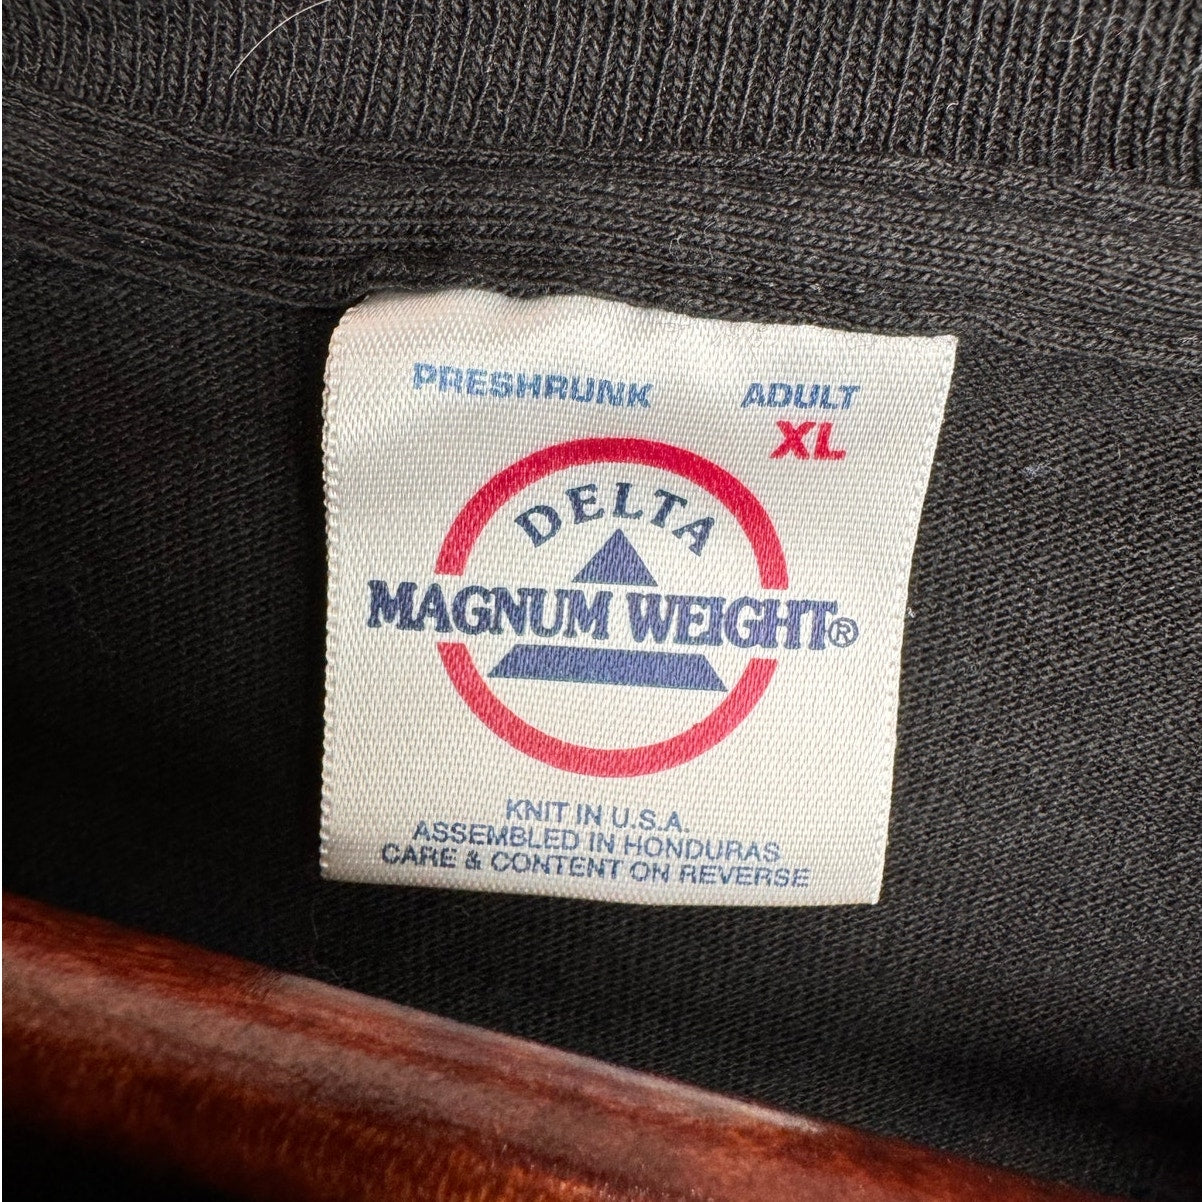 PRESHRUNK ADULT
XL
DELTA
MAGNUM WEIGHT®
KNIT IN U.S.A.
ASSEMBLED IN HONDURAS
CARE & CONTENT ON REVERSE